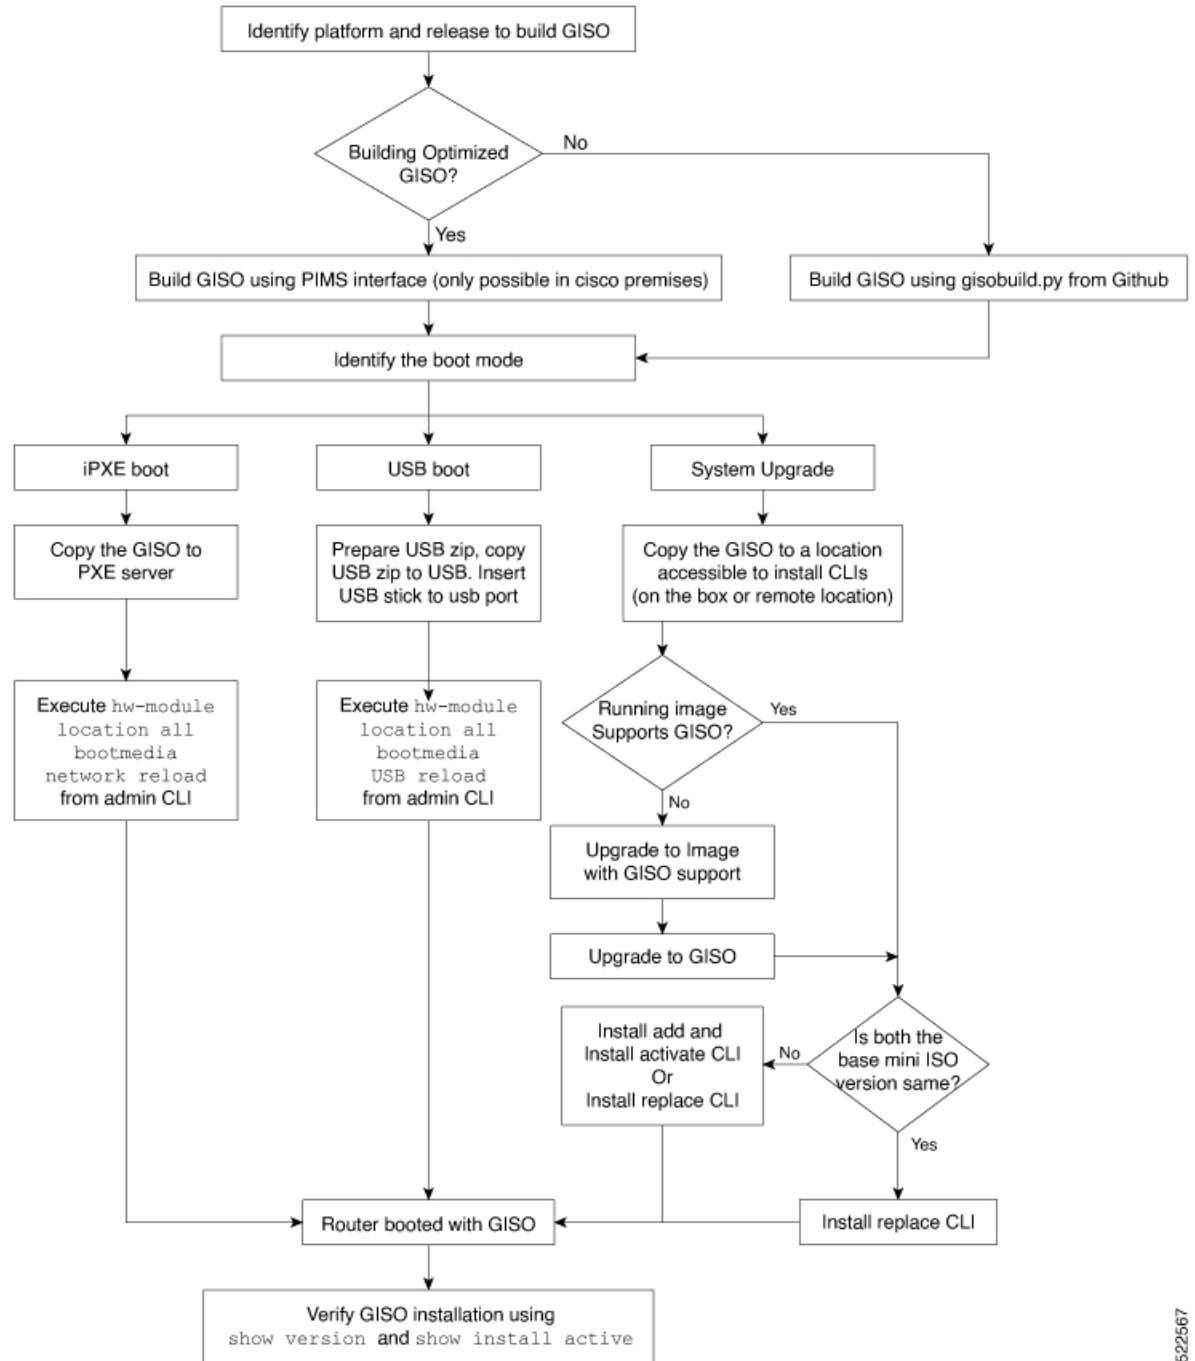 Identify platform and release to build GISO
Building Optimized
GISO?
No
Yes
Build GISO using PIMS interface (only possible in cisco premises)
Build GISO using gisobuild.py from Github
Identify the boot mode
iPXE boot
USB boot
System Upgrade
Copy the GISO to
PXE server
Prepare USB zip, copy
USB zip to USB. Insert
USB stick to usb port
Copy the GISO to a location
accessible to install CLIs
(on the box or remote location)
Execute hw-module
location all
bootmedia
network reload
from admin CLI
Execute hw-module
location all
bootmedia
USB reload
from admin CLI
Running image
Supports GISO?
Yes
No
Upgrade to Image
with GISO support
Upgrade to GISO
Is both the
base mini ISO
version same?
No
Install add and
Install activate CLI
Or
Install replace CLI
Yes
Install replace CLI
Router booted with GISO
Verify GISO installation using
show version and show install active
522567